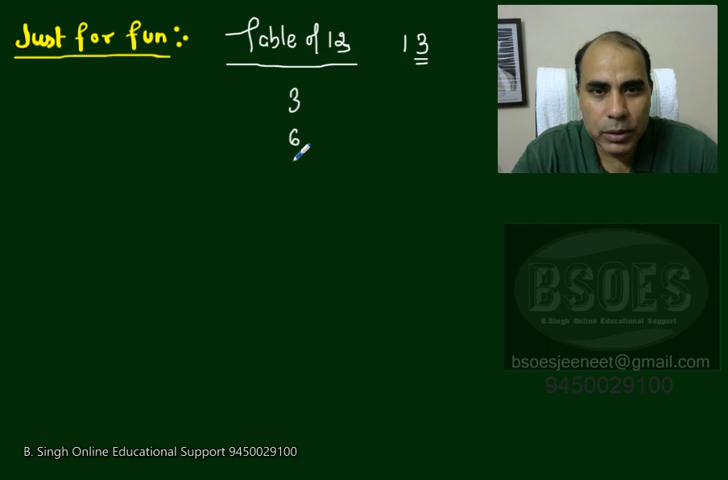 Just for fun :- Table of 13 13
3
6
BSOES
B.Singh Online Educational Support
bsoesjeeneet@gmail.com
9450029100
B. Singh Online Educational Support 9450029100